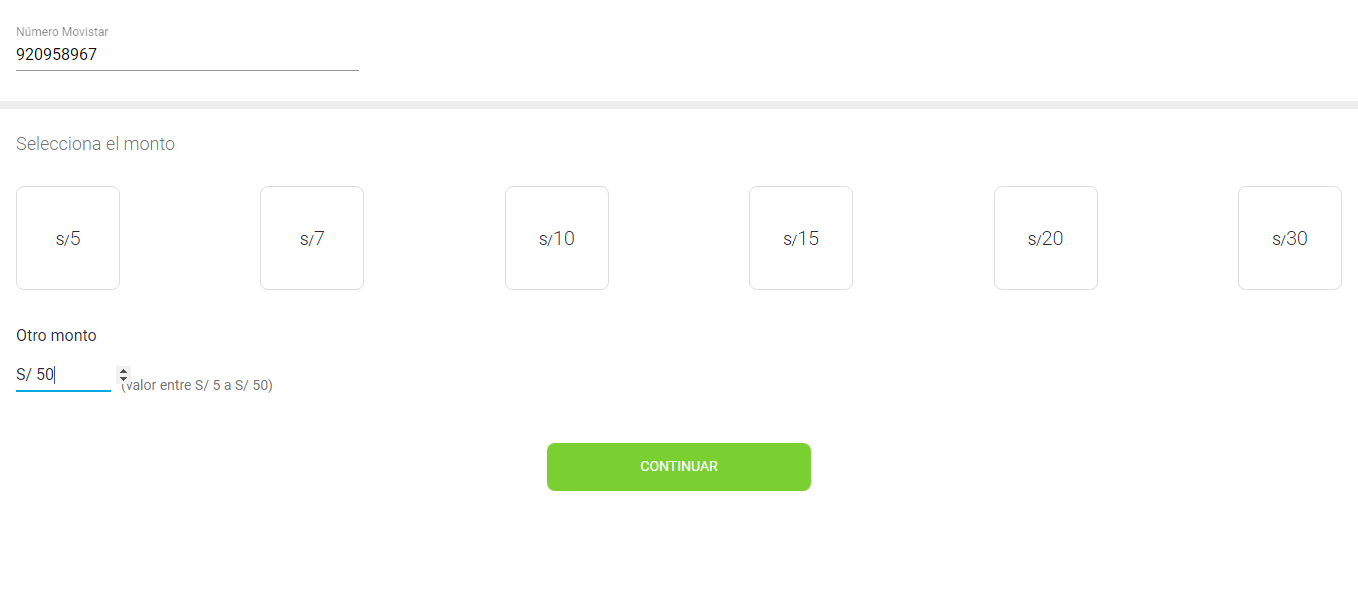 Número Movistar
920958967
Selecciona el monto
s/5 s/7 s/10 s/15 s/20 s/30
Otro monto
S/ 50
(valor entre S/ 5 a S/ 50)
CONTINUAR